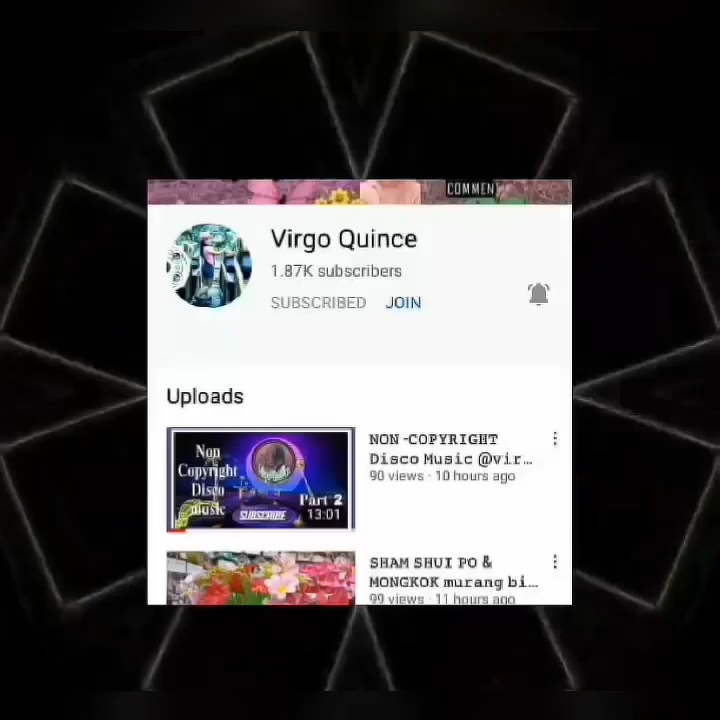 COMMEN
Virgo Quince
1.87K subscribers
SUBSCRIBED JOIN
Uploads
Non
Copyright
Disco
music
Part 2
SUBSCRIBE
13:01
NON -COPYRIGHT
Disco Music @vir...
90 views · 10 hours ago
SHAM SHUI PO &
MONGKOK murang bi...
99 views · 11 hours ago